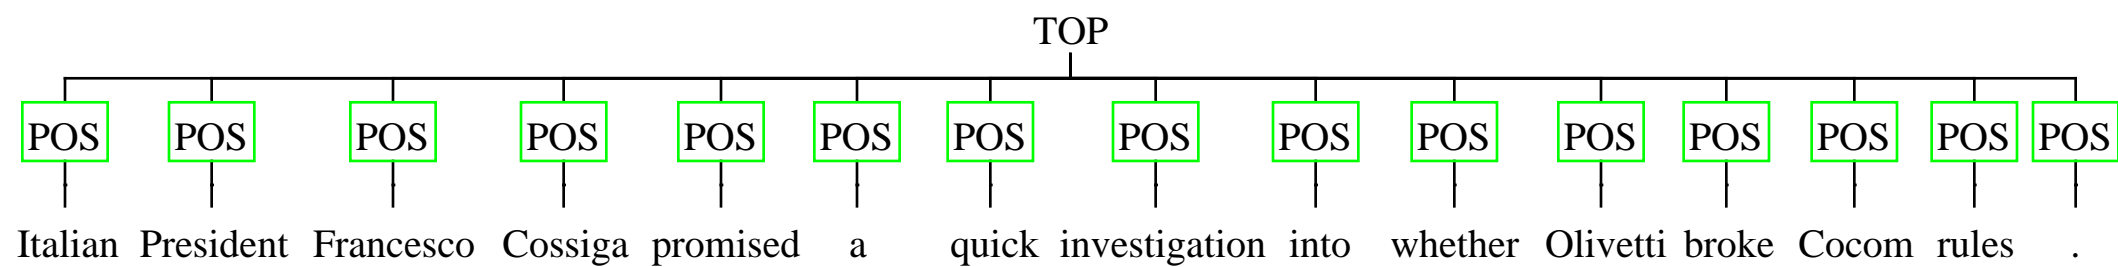 TOP
POS POS POS POS POS POS POS POS POS POS POS POS POS POS POS
Italian President Francesco Cossiga promised a quick investigation into whether Olivetti broke Cocom rules .